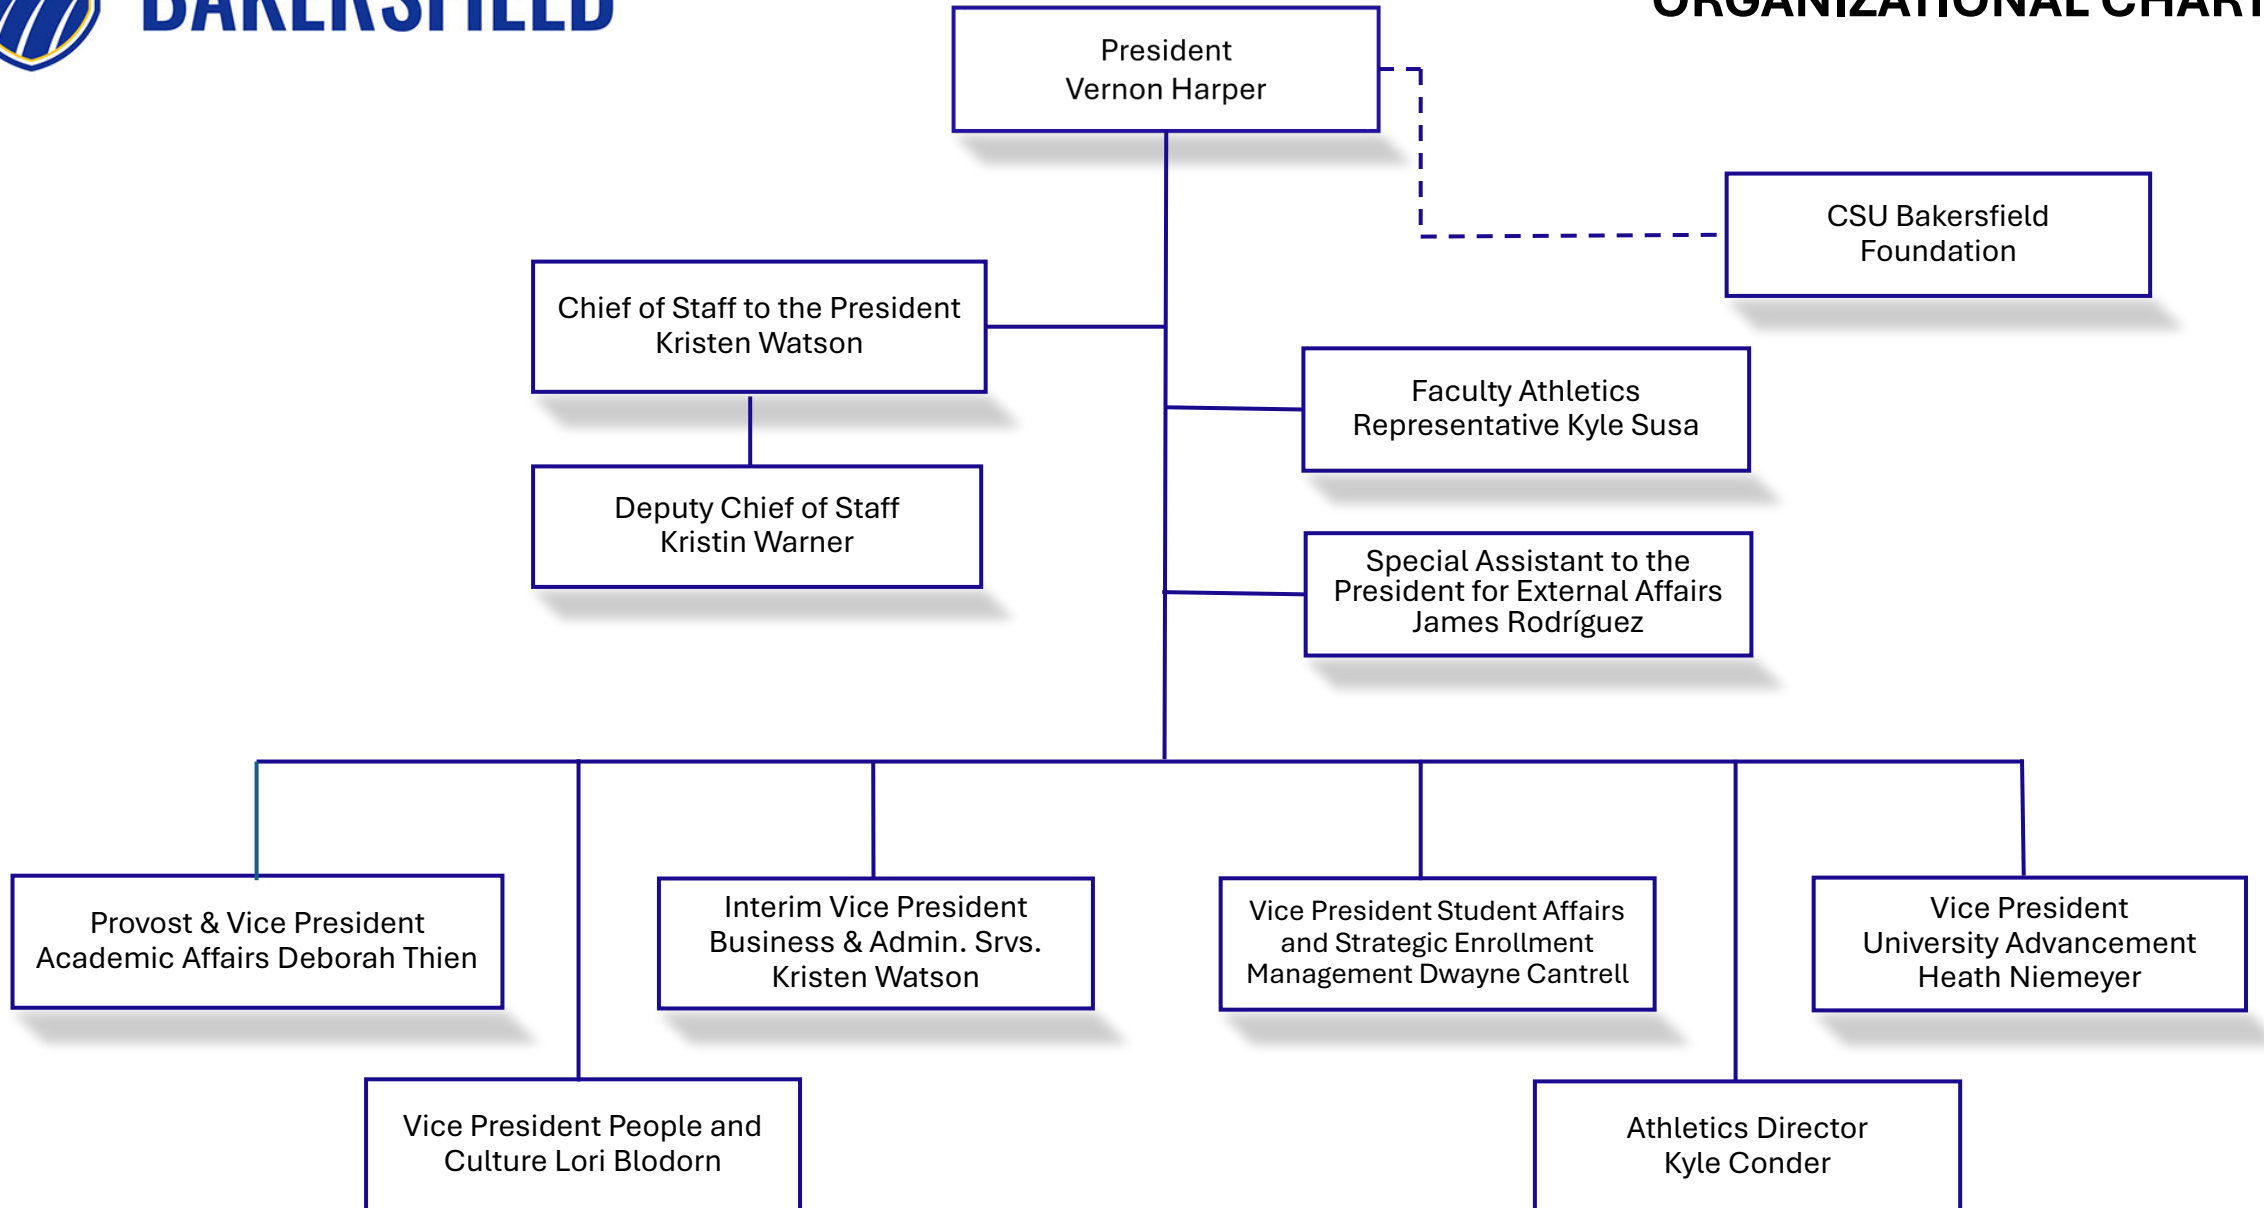 BAKERSFIELD
ORGANIZATIONAL CHART
President
Vernon Harper
CSU Bakersfield
Foundation
Chief of Staff to the President
Kristen Watson
Faculty Athletics
Representative Kyle Susa
Deputy Chief of Staff
Kristin Warner
Special Assistant to the
President for External Affairs
James Rodríguez
Provost & Vice President
Academic Affairs Deborah Thien
Interim Vice President
Business & Admin. Srvs.
Kristen Watson
Vice President Student Affairs
and Strategic Enrollment
Management Dwayne Cantrell
Vice President
University Advancement
Heath Niemeyer
Vice President People and
Culture Lori Blodorn
Athletics Director
Kyle Conder